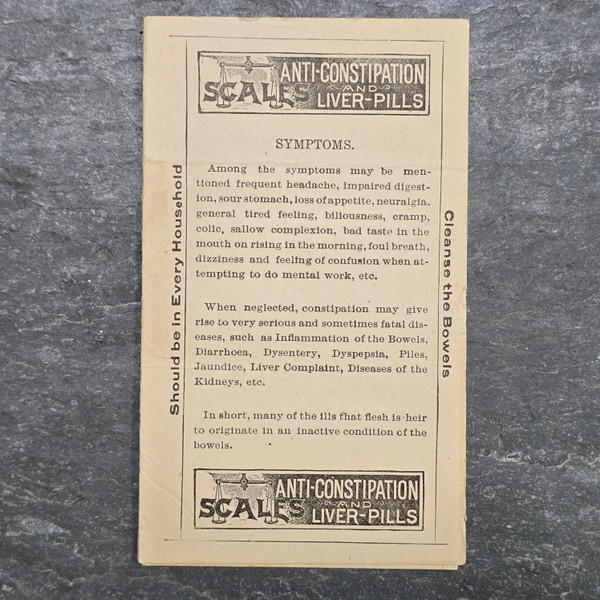 SCALES ANTI-CONSTIPATION
AND
LIVER-PILLS
SYMPTOMS.
Among the symptoms may be men-
tioned frequent headache, impaired digest-
ion, sour stomach, loss of appetite, neuralgia.
general tired feeling, biliousness, cramp,
colic, sallow complexion, bad taste in the
mouth on rising in the morning, foul breath,
dizziness and feeling of confusion when at-
tempting to do mental work, etc.
When neglected, constipation may give
rise to very serious and sometimes fatal dis-
eases, such as Inflammation of the Bowels,
Diarrhoea, Dysentery, Dyspepsia, Piles,
Jaundice, Liver Complaint, Diseases of the
Kidneys, etc.
In short, many of the ills that flesh is heir
to originate in an inactive condition of the
bowels.
SCALES ANTI-CONSTIPATION
AND
LIVER-PILLS
Should be in Every Household
Cleanse the Bowels